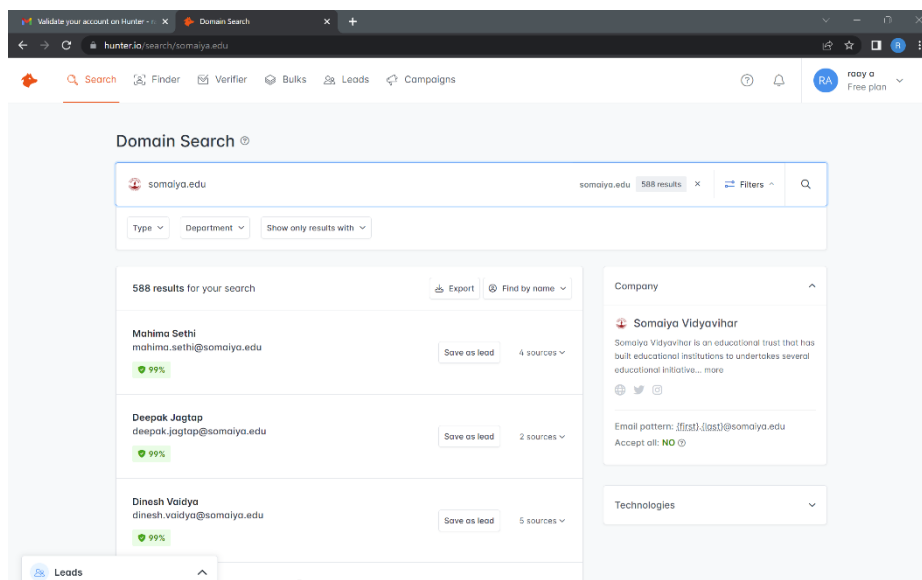 Validate your account on Hunter -
Domain Search
hunter.io/search/somaiya.edu
R
Search
Finder
Verifier
Bulks
Leads
Campaigns
RA
raay a
Free plan
Domain Search
somaiya.edu
somaiya.edu 588 results
Filters
Type
Department
Show only results with
588 results for your search
Export
Find by name
Mahima Sethi
mahima.sethi@somaiya.edu
99%
Save as lead
4 sources
Deepak Jagtap
deepak.jagtap@somaiya.edu
99%
Save as lead
2 sources
Dinesh Vaidya
dinesh.vaidya@somaiya.edu
99%
Save as lead
5 sources
Company
Somaiya Vidyavihar
Somaiya Vidyavihar is an educational trust that has
built educational institutions to undertakes several
educational initiative... more
Email pattern: {first}.{last}@somaiya.edu
Accept all: NO
Technologies
Leads